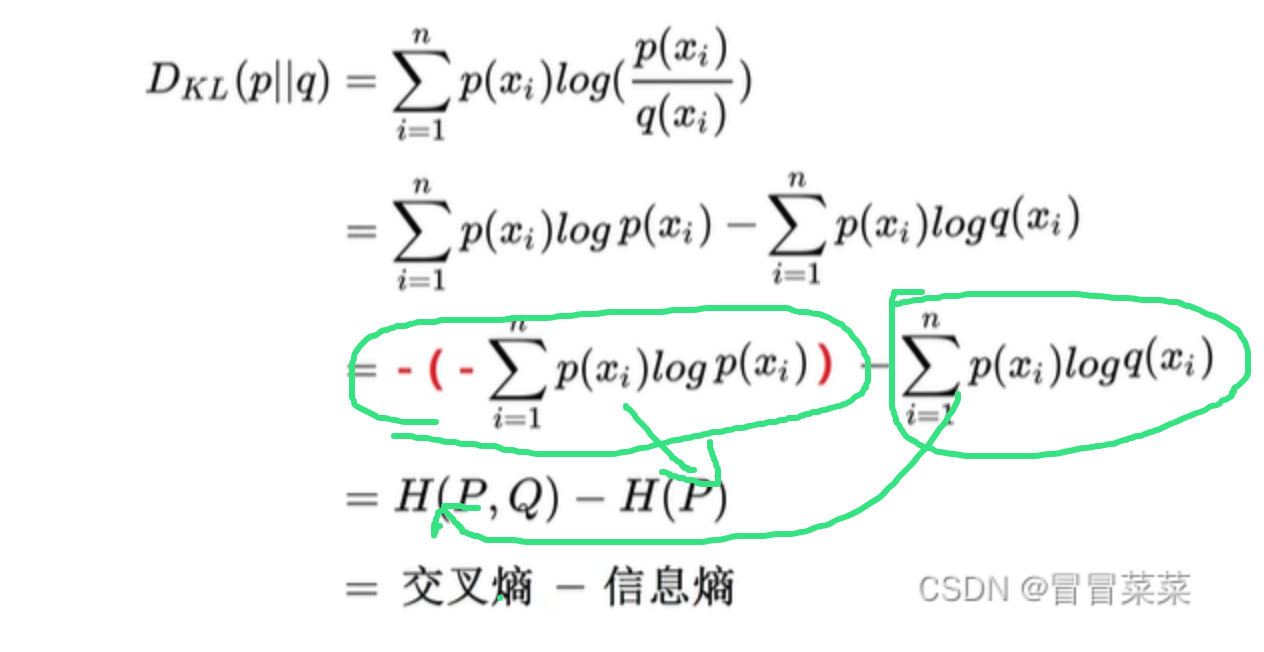 D_{KL}(p||q) = \sum_{i=1}^{n} p(x_i)log(\frac{p(x_i)}{q(x_i)})
= \sum_{i=1}^{n} p(x_i)log p(x_i) - \sum_{i=1}^{n} p(x_i)log q(x_i)
= -(- \sum_{i=1}^{n} p(x_i)log p(x_i)) - \sum_{i=1}^{n} p(x_i)log q(x_i)
= H(P,Q) - H(P)
= 交叉熵 - 信息熵
CSDN @冒冒菜菜